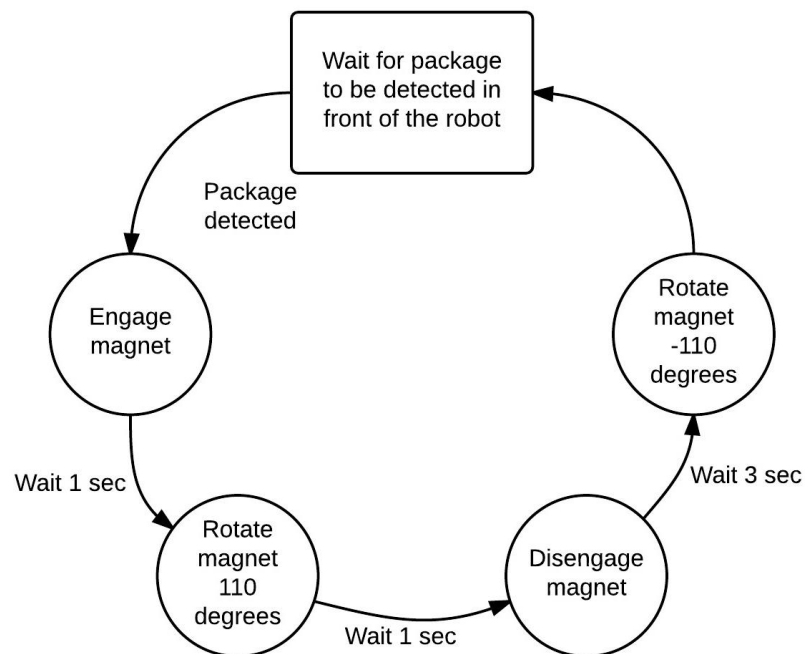 Wait for package
to be detected in
front of the robot
Package
detected
Engage
magnet
Wait 1 sec
Rotate
magnet
110
degrees
Wait 1 sec
Disengage
magnet
Wait 3 sec
Rotate
magnet
-110
degrees